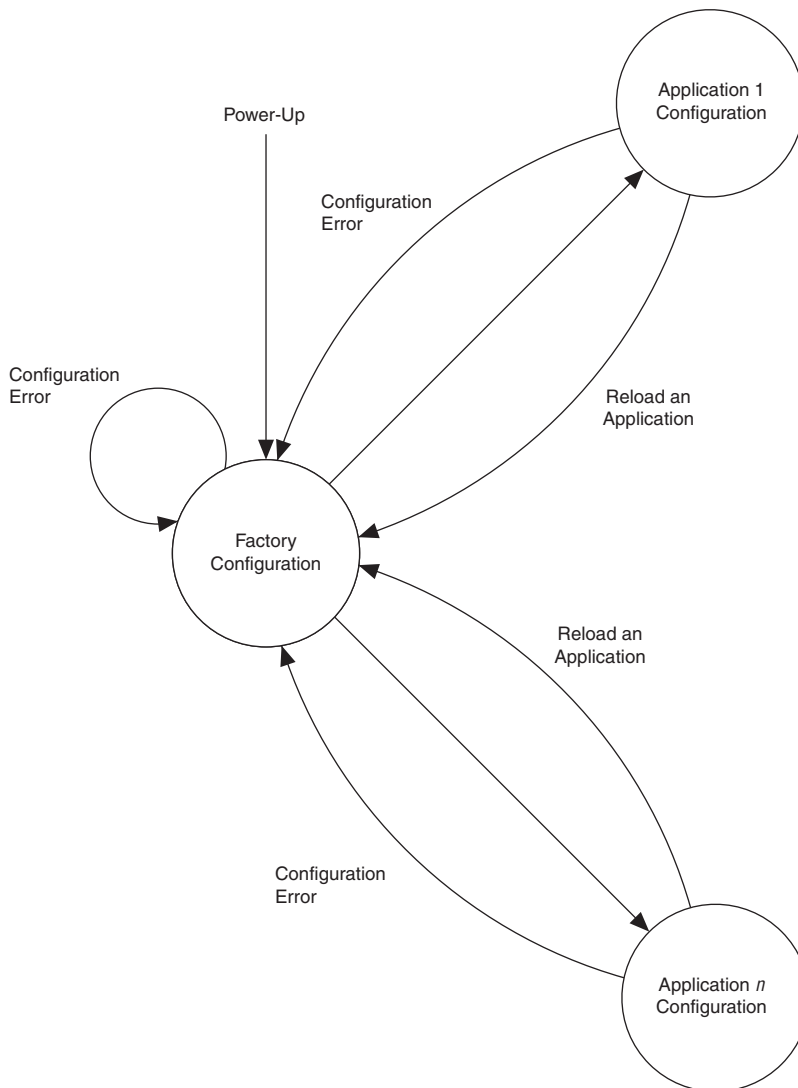 Application 1
Configuration
Power-Up
Configuration
Error
Configuration
Error
Reload an
Application
Factory
Configuration
Reload an
Application
Configuration
Error
Application n
Configuration